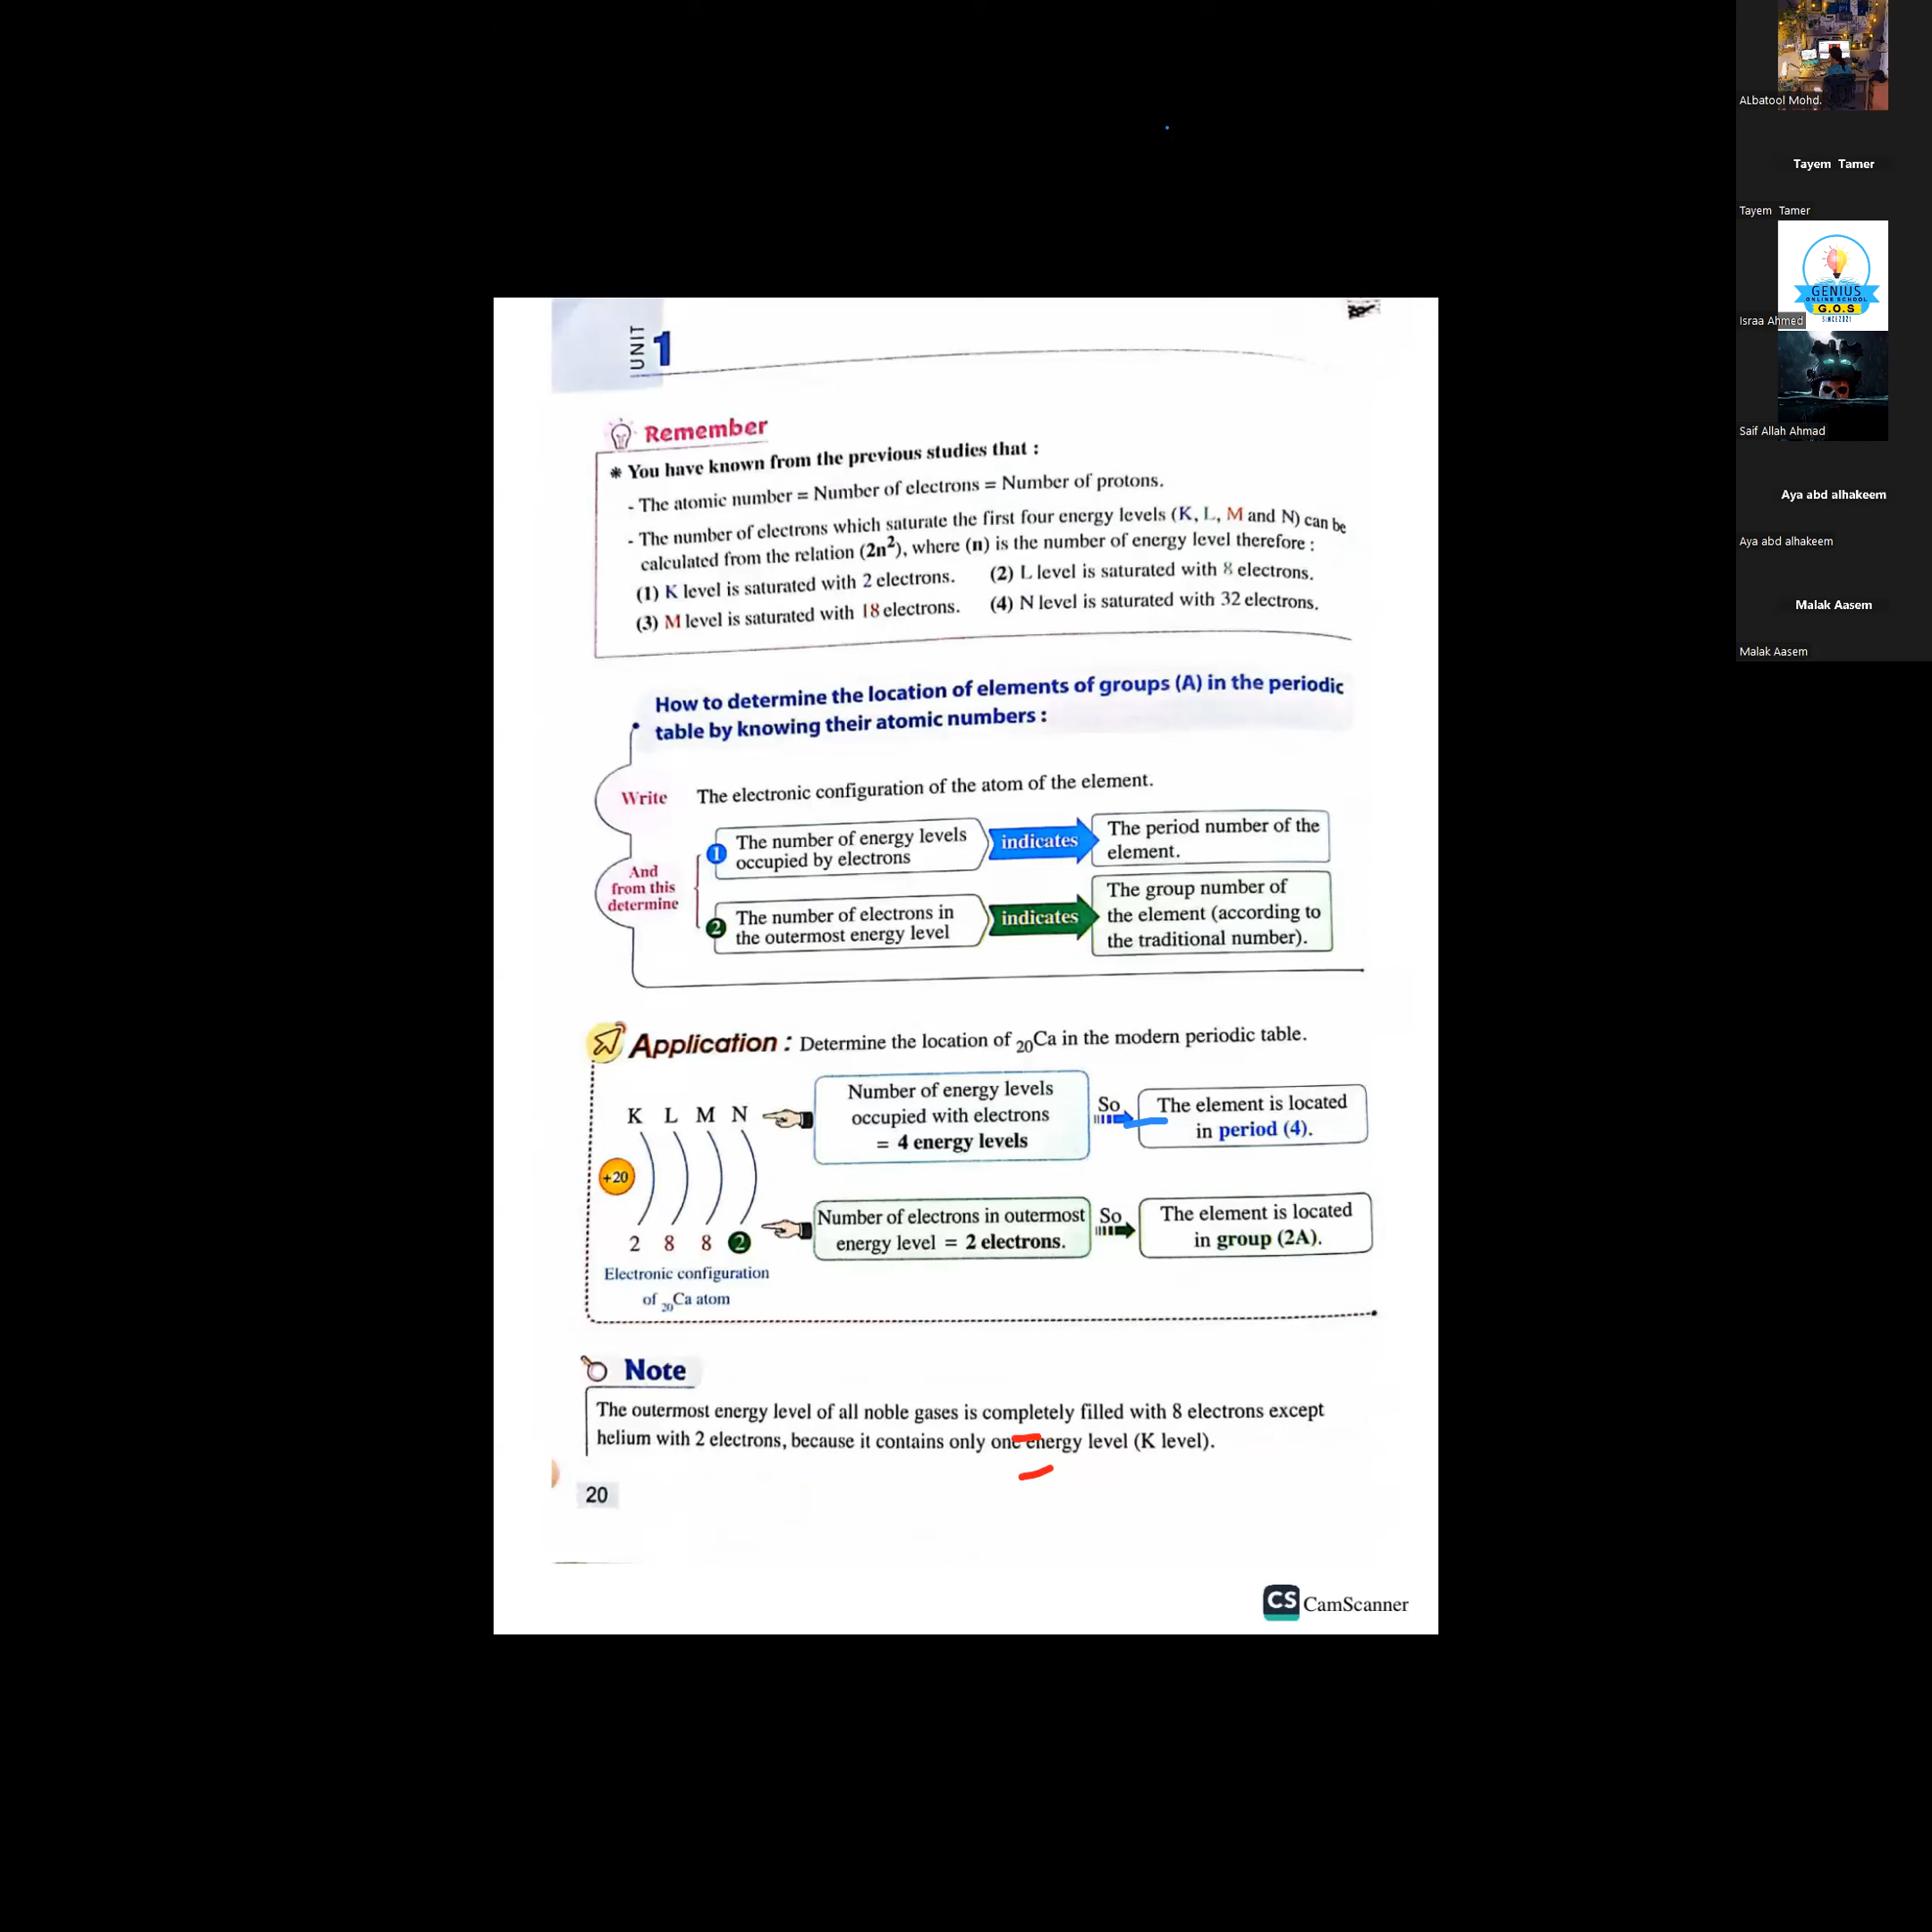 UNIT 1
Remember
* You have known from the previous studies that :
- The atomic number = Number of electrons = Number of protons.
- The number of electrons which saturate the first four energy levels (K, L, M and N) can be
calculated from the relation (2n²), where (n) is the number of energy level therefore :
(1) K level is saturated with 2 electrons. (2) L level is saturated with 8 electrons.
(3) M level is saturated with 18 electrons. (4) N level is saturated with 32 electrons.
How to determine the location of elements of groups (A) in the periodic
table by knowing their atomic numbers :
Write The electronic configuration of the atom of the element.
And
from this
determine
1 The number of energy levels
occupied by electrons
indicates
The period number of the
element.
2 The number of electrons in
the outermost energy level
indicates
The group number of
the element (according to
the traditional number).
Application : Determine the location of ₂₀Ca in the modern periodic table.
K L M N
+20
2 8 8 2
Electronic configuration
of ₂₀Ca atom
Number of energy levels
occupied with electrons
= 4 energy levels
So
The element is located
in period (4).
Number of electrons in outermost
energy level = 2 electrons.
So
The element is located
in group (2A).
Note
The outermost energy level of all noble gases is completely filled with 8 electrons except
helium with 2 electrons, because it contains only one energy level (K level).
20
CS CamScanner
ALbatool Mohd.
Tayem Tamer
Tayem Tamer
GENIUS
ONLINE SCHOOL
G.O.S
SINCE2021
Israa Ahmed
Saif Allah Ahmad
Aya abd alhakeem
Aya abd alhakeem
Malak Aasem
Malak Aasem